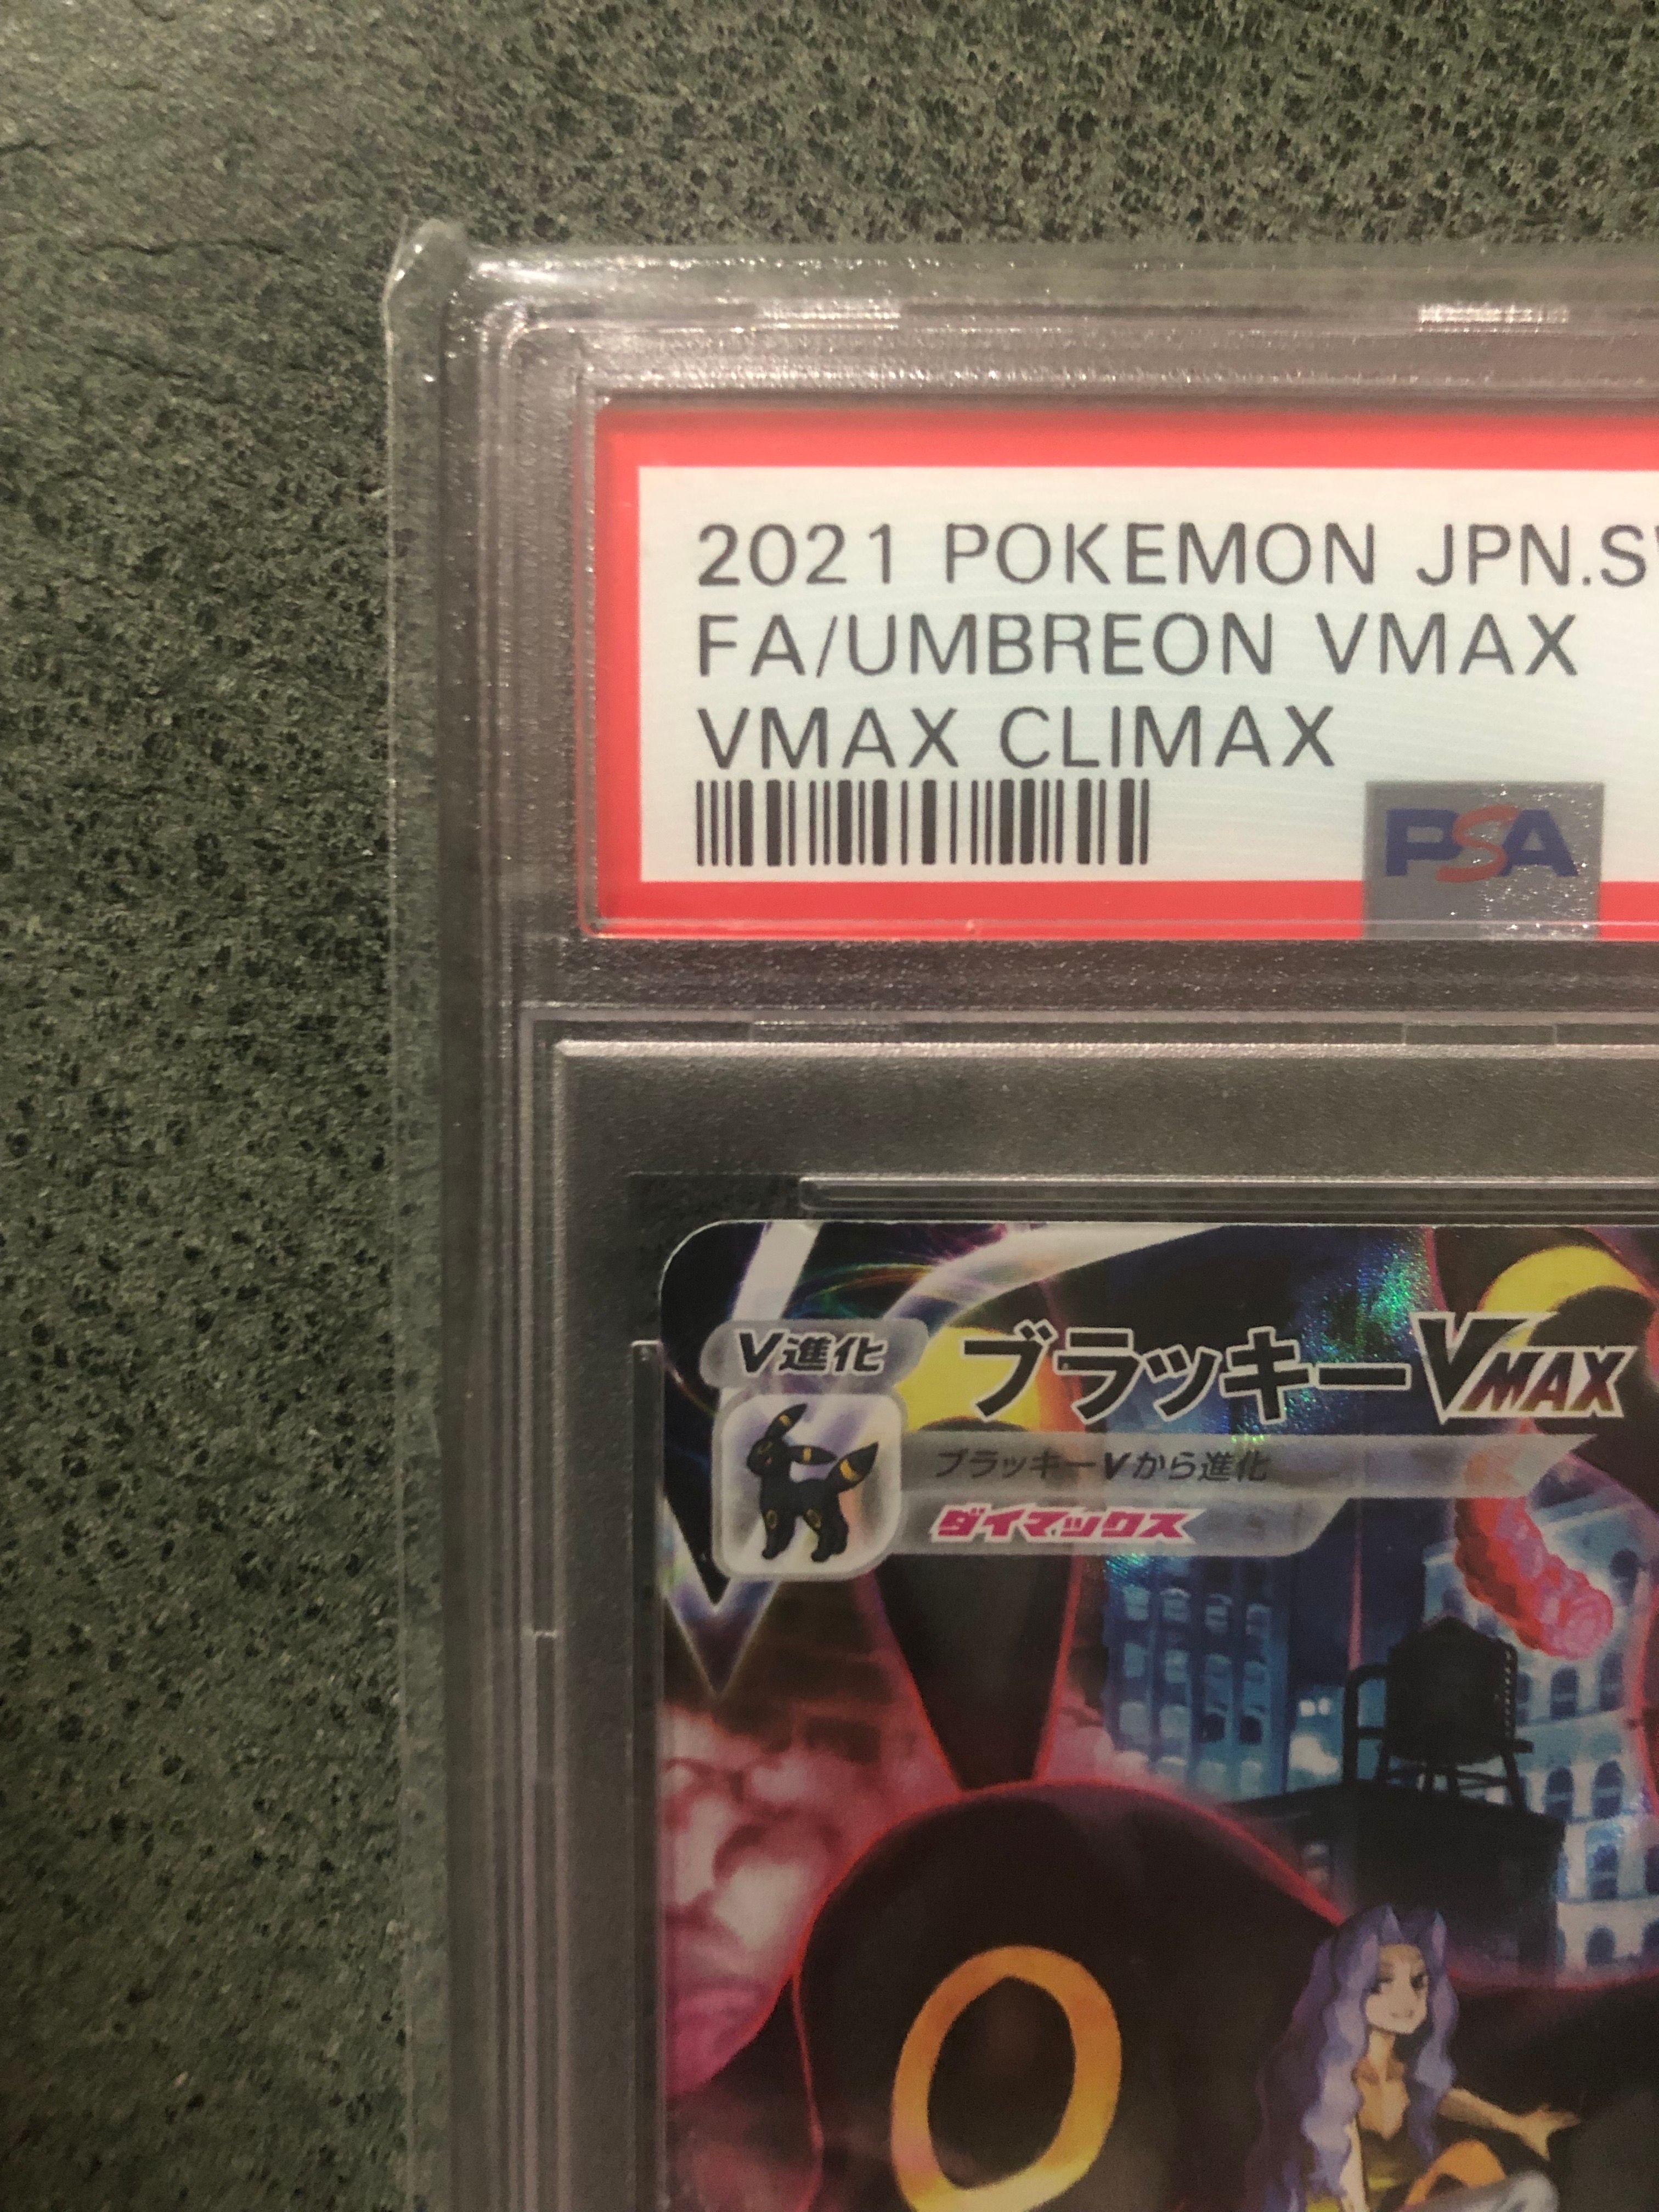 2021 POKEMON JPN.SW
FA/UMBREON VMAX
VMAX CLIMAX
PSA
V進化
ブラッキーVMAX
ブラッキーVから進化
ダイマックス